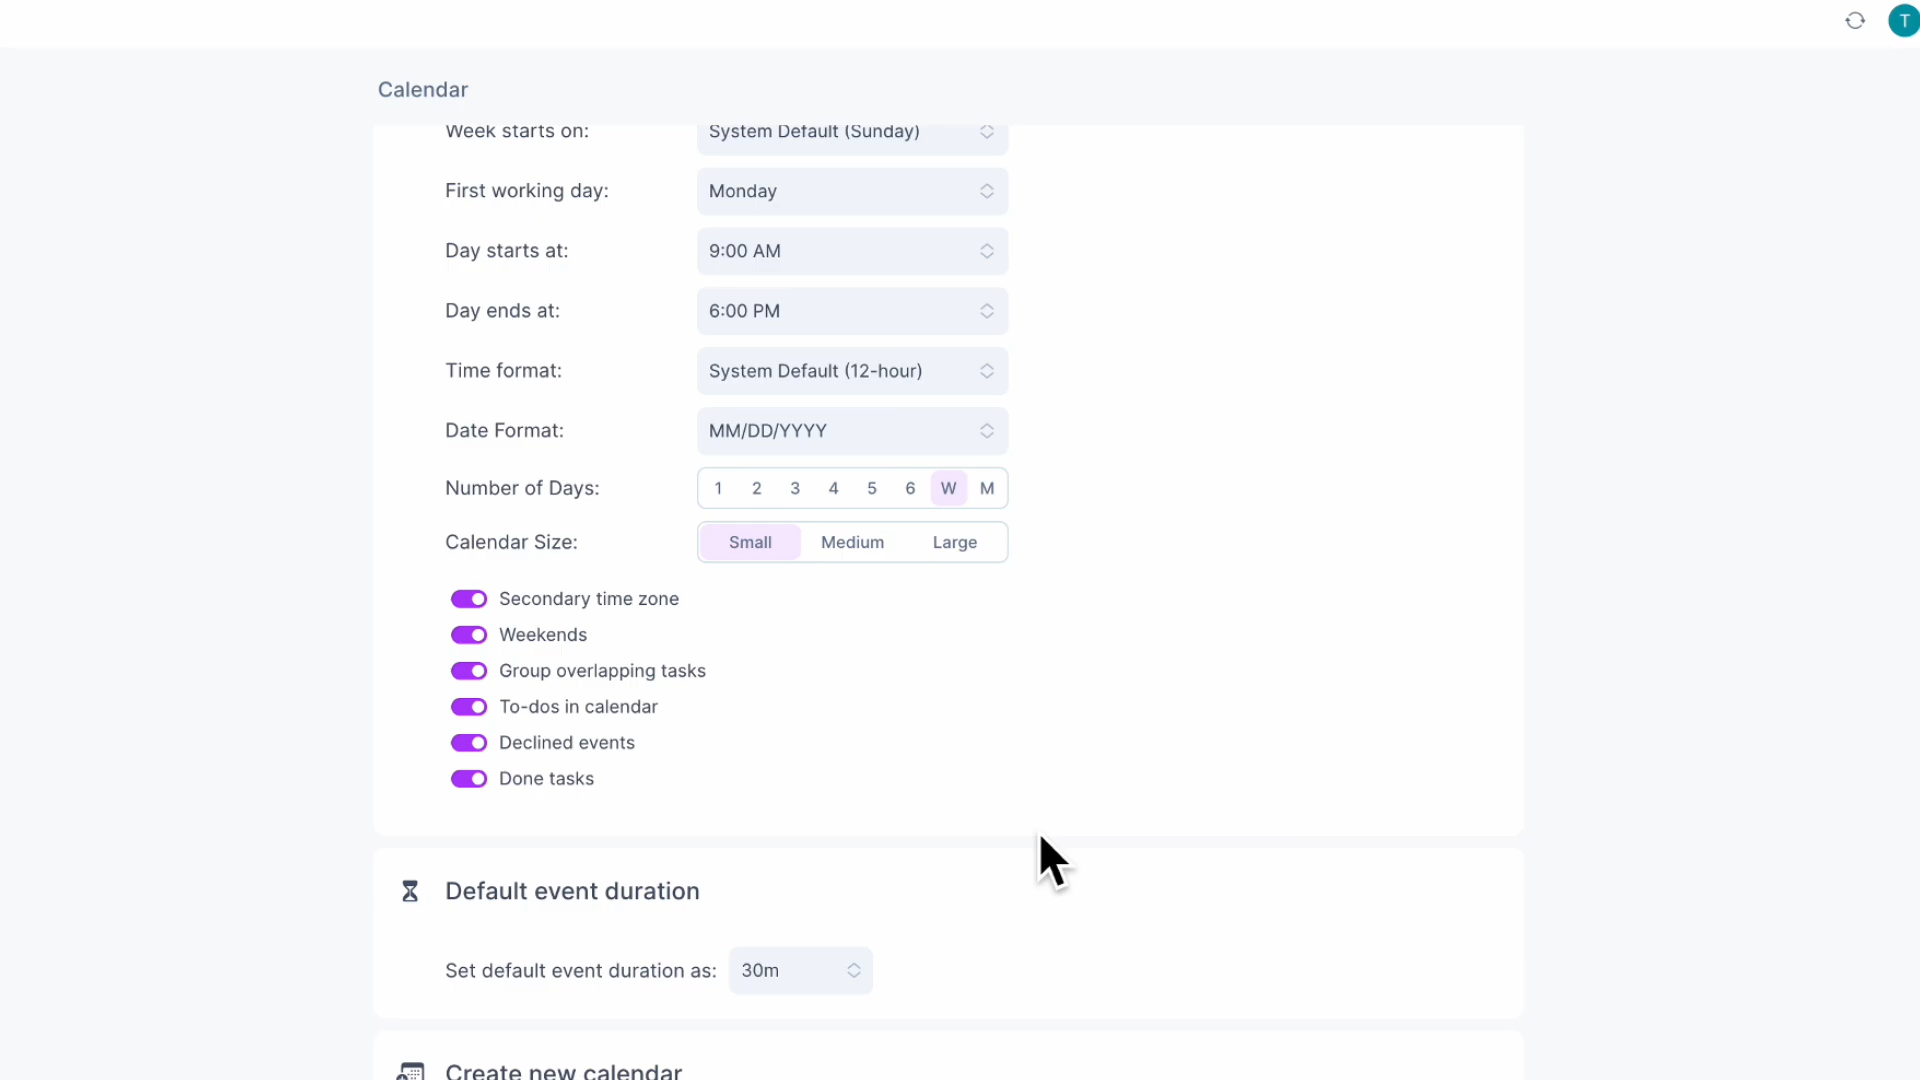 T
Calendar
Week starts on: System Default (Sunday)
First working day: Monday
Day starts at: 9:00 AM
Day ends at: 6:00 PM
Time format: System Default (12-hour)
Date Format: MM/DD/YYYY
Number of Days: 1 2 3 4 5 6 W M
Calendar Size: Small Medium Large
Secondary time zone
Weekends
Group overlapping tasks
To-dos in calendar
Declined events
Done tasks
Default event duration
Set default event duration as: 30m
Create new calendar